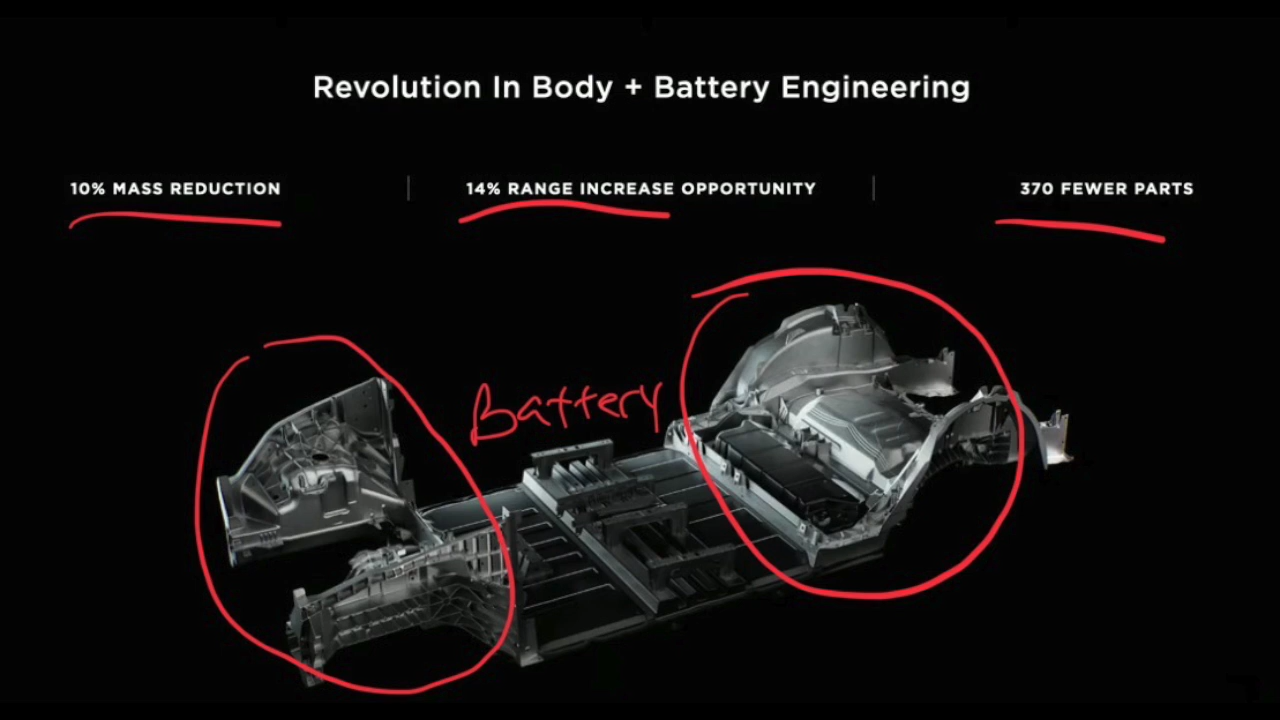 Revolution In Body + Battery Engineering
10% MASS REDUCTION
14% RANGE INCREASE OPPORTUNITY
370 FEWER PARTS
Battery